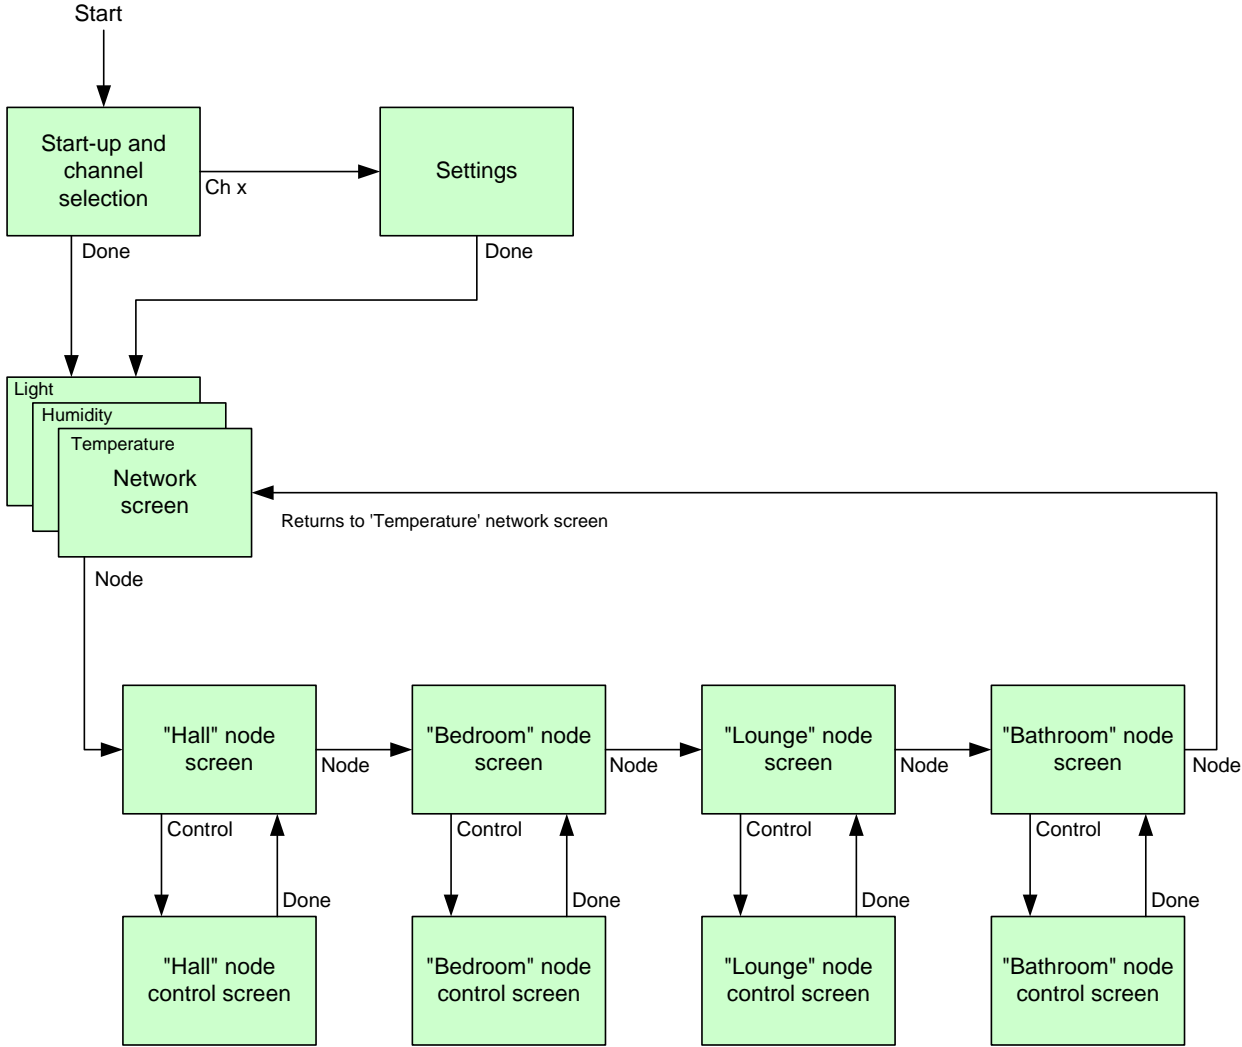 Start
Start-up and
channel
selection
Ch x
Settings
Done
Done
Light
Humidity
Temperature
Network
screen
Returns to 'Temperature' network screen
Node
"Hall" node
screen
Node
"Bedroom" node
screen
Node
"Lounge" node
screen
Node
"Bathroom" node
screen
Node
Control
Done
Control
Done
Control
Done
Control
Done
"Hall" node
control screen
"Bedroom" node
control screen
"Lounge" node
control screen
"Bathroom" node
control screen